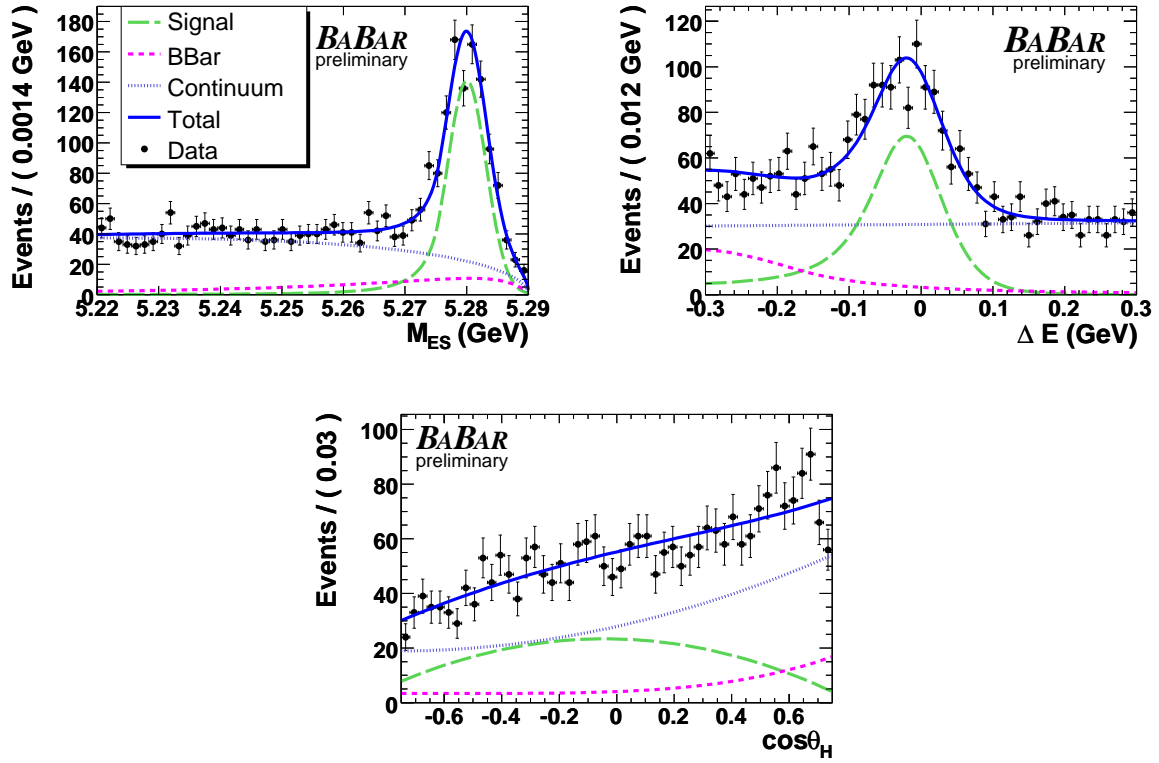 Events / ( 0.0014 GeV )
180
160
140
120
100
80
60
40
20
0
Signal
BBar
Continuum
Total
Data
BABAR
preliminary
5.22 5.23 5.24 5.25 5.26 5.27 5.28 5.29
M_ES (GeV)
Events / ( 0.012 GeV )
120
100
80
60
40
20
0
BABAR
preliminary
-0.3 -0.2 -0.1 0 0.1 0.2 0.3
Δ E (GeV)
Events / ( 0.03 )
100
80
60
40
20
0
BABAR
preliminary
-0.6 -0.4 -0.2 0 0.2 0.4 0.6
cosθ_H